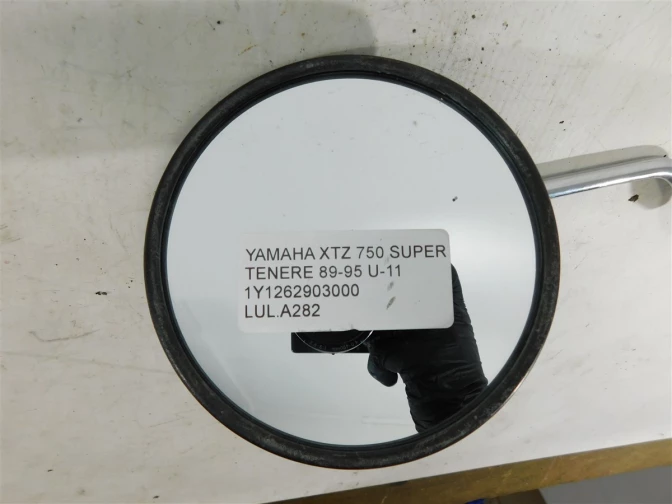 YAMAHA XTZ 750 SUPER
TENERE 89-95 U-11
1Y1262903000
LUL.A282